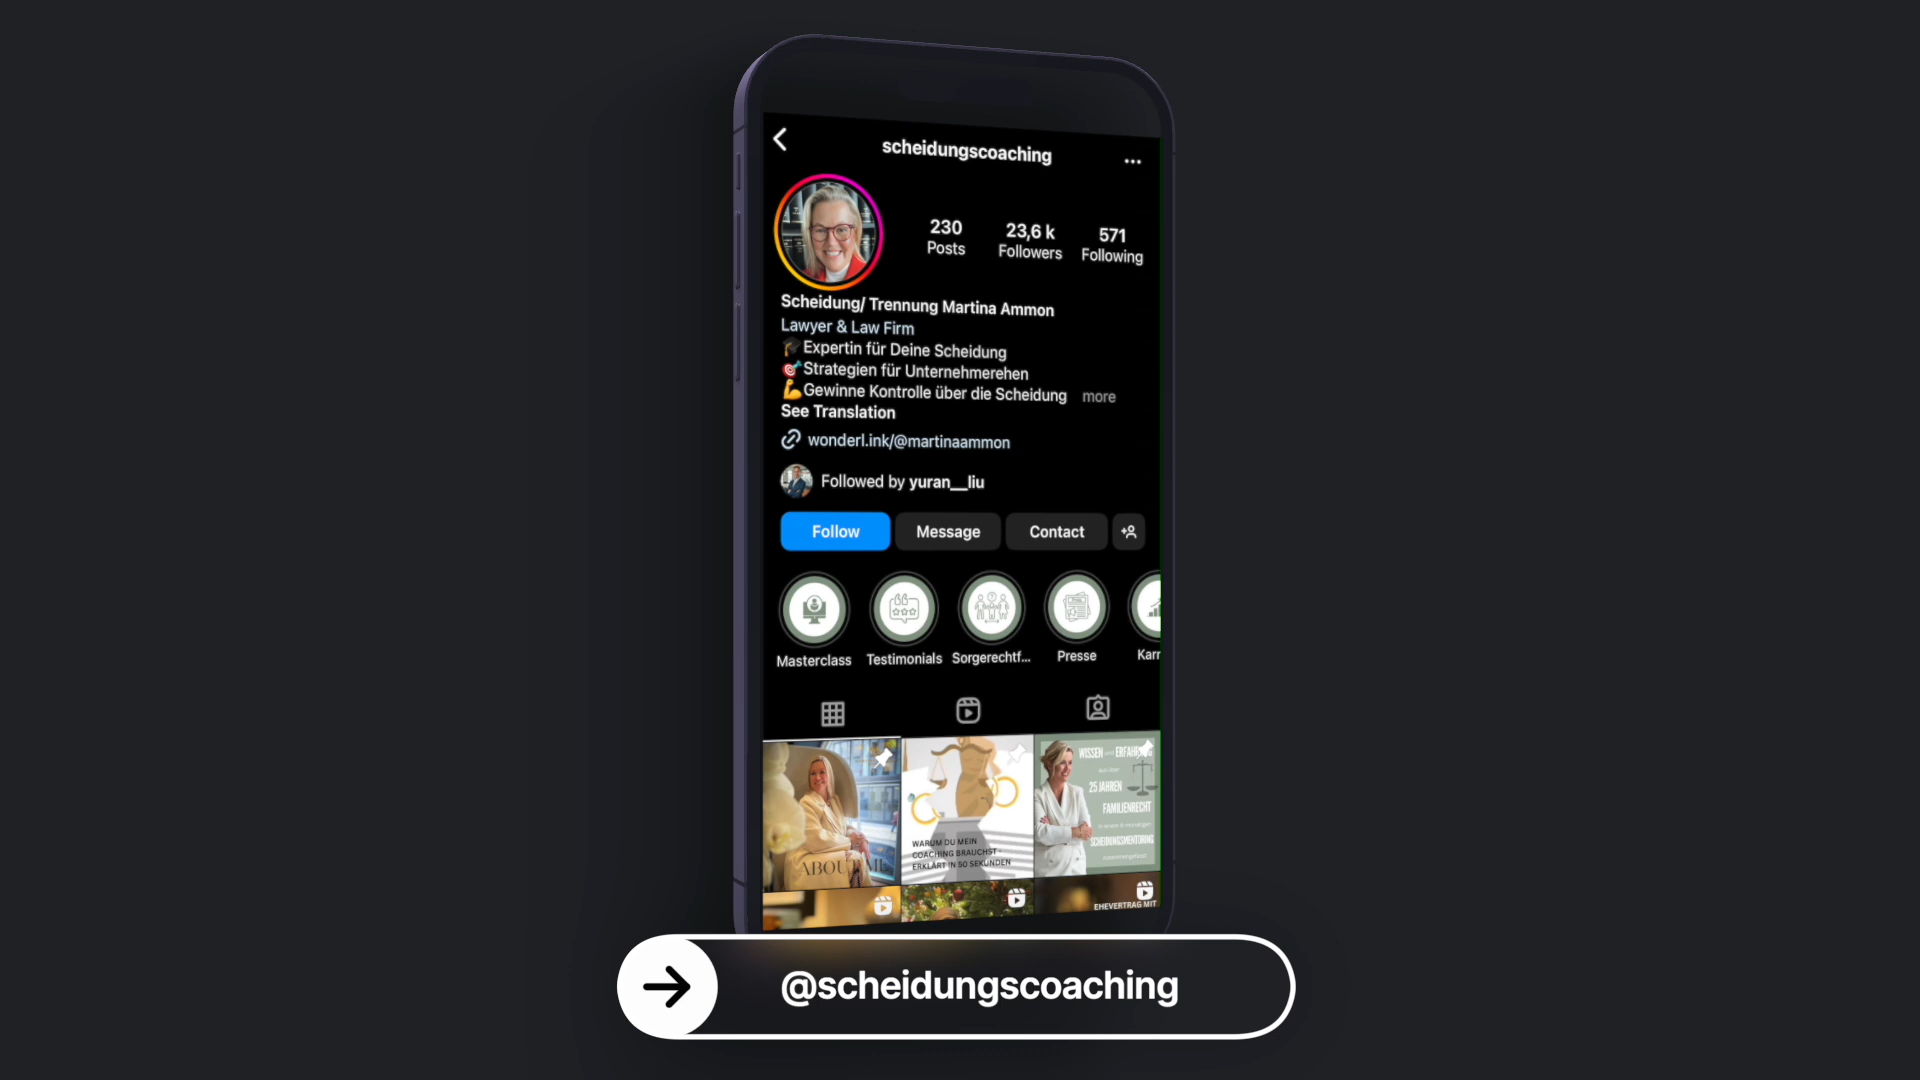 scheidungscoaching
230
Posts
23,6 k
Followers
571
Following
Scheidung/ Trennung Martina Ammon
Lawyer & Law Firm
🎓Expertin für Deine Scheidung
🎯Strategien für Unternehmerehen
💪Gewinne Kontrolle über die Scheidung more
See Translation
wonderl.ink/@martinaammon
Followed by yuran__liu
Follow
Message
Contact
Masterclass
Testimonials
Sorgerechtf...
Presse
Karr
ABOUT ME
WARUM DU MEIN
COACHING BRAUCHST -
ERKLÄRT IN 50 SEKUNDEN
WISSEN
25 JAHREN
FAMILIENRECHT
SCHEIDUNGSMENTORING
EHEVERTRAG MIT
@scheidungscoaching